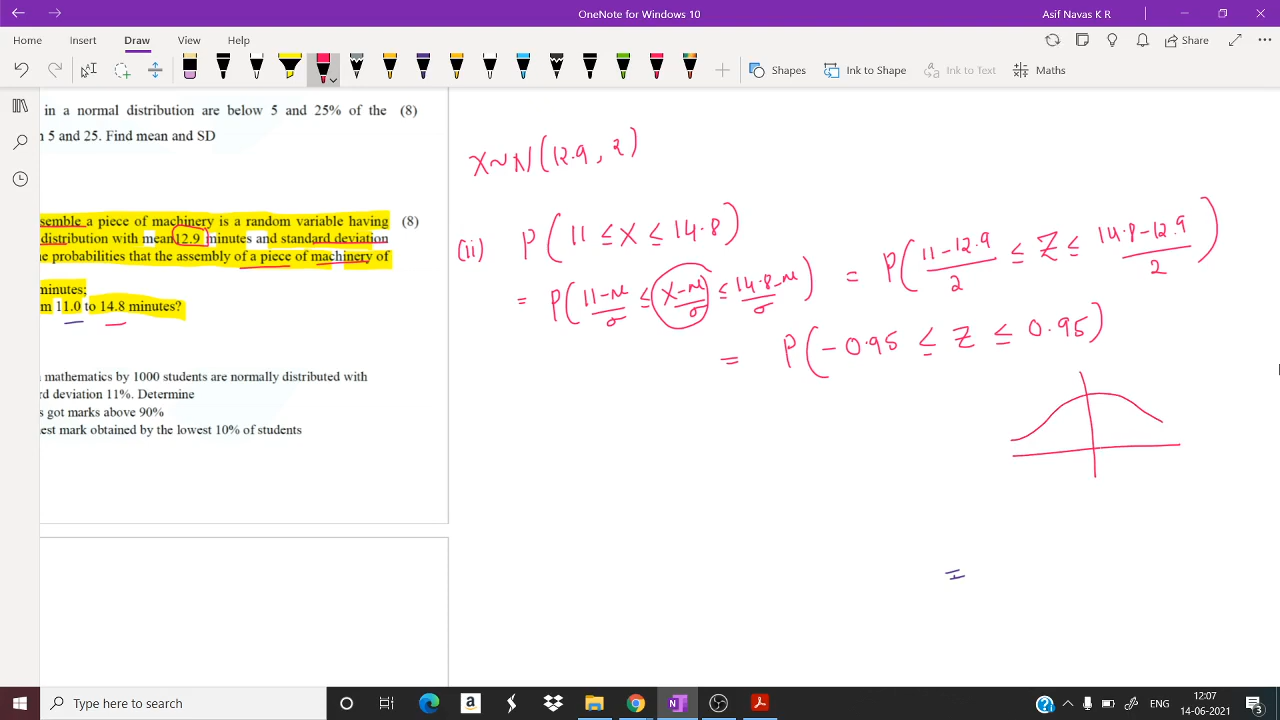 OneNote for Windows 10
Asif Navas K R
Home Insert Draw View Help
Share
Shapes Ink to Shape Ink to Text Maths
in a normal distribution are below 5 and 25% of the (8)
5 and 25. Find mean and SD
X~N(12.9, 2)
semble a piece of machinery is a random variable having (8)
distribution with mean 12.9 minutes and standard deviation
e probabilities that the assembly of a piece of machinery of
minutes;
m 11.0 to 14.8 minutes?
(ii) P(11 ≤ X ≤ 14.8)
= P((11-μ)/σ ≤ (X-μ)/σ ≤ (14.8-μ)/σ) = P((11-12.9)/2 ≤ Z ≤ (14.8-12.9)/2)
= P(-0.95 ≤ Z ≤ 0.95)
mathematics by 1000 students are normally distributed with
rd deviation 11%. Determine
s got marks above 90%
est mark obtained by the lowest 10% of students
=
Type here to search
12:07
14-06-2021
3